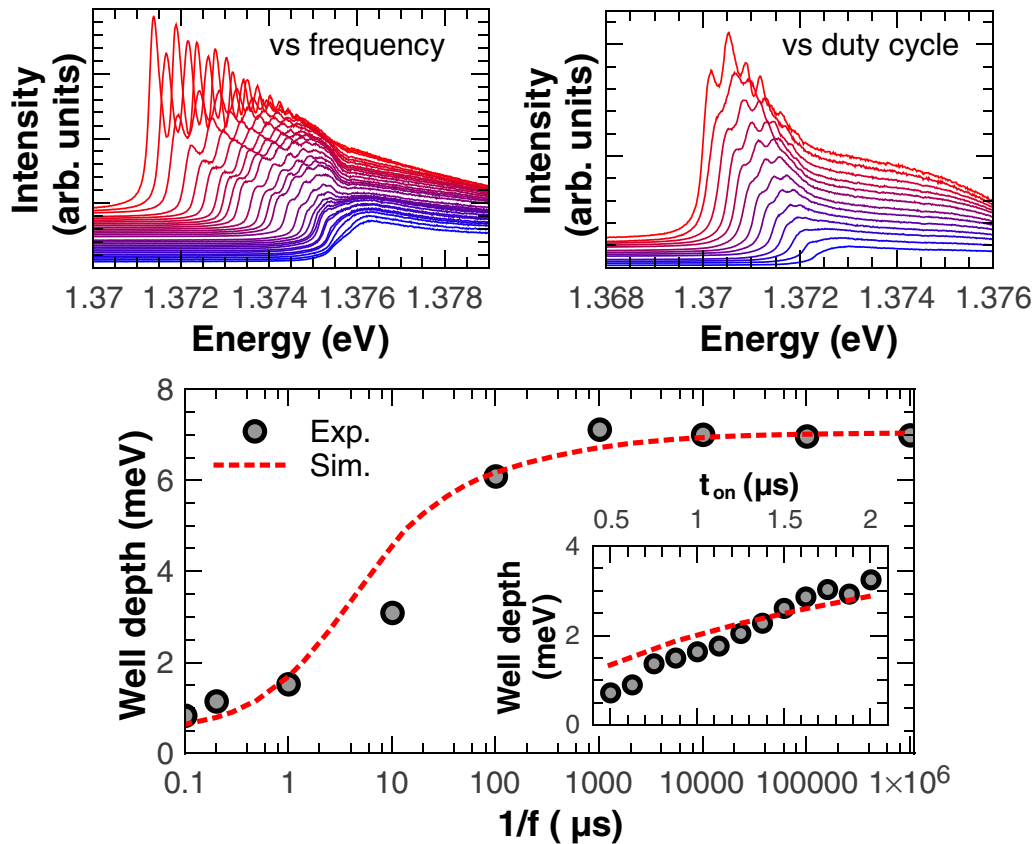 Intensity
(arb. units)
vs frequency
1.37 1.372 1.374 1.376 1.378
Energy (eV)
Intensity
(arb. units)
vs duty cycle
1.368 1.37 1.372 1.374 1.376
Energy (eV)
Well depth (meV)
8
6
4
2
0
Exp.
Sim.
0.1 1 10 100 1000 10000 100000 1×10⁶
1/f ( µs)
t on (µs)
0.5 1 1.5 2
Well depth
(meV)
4
2
0